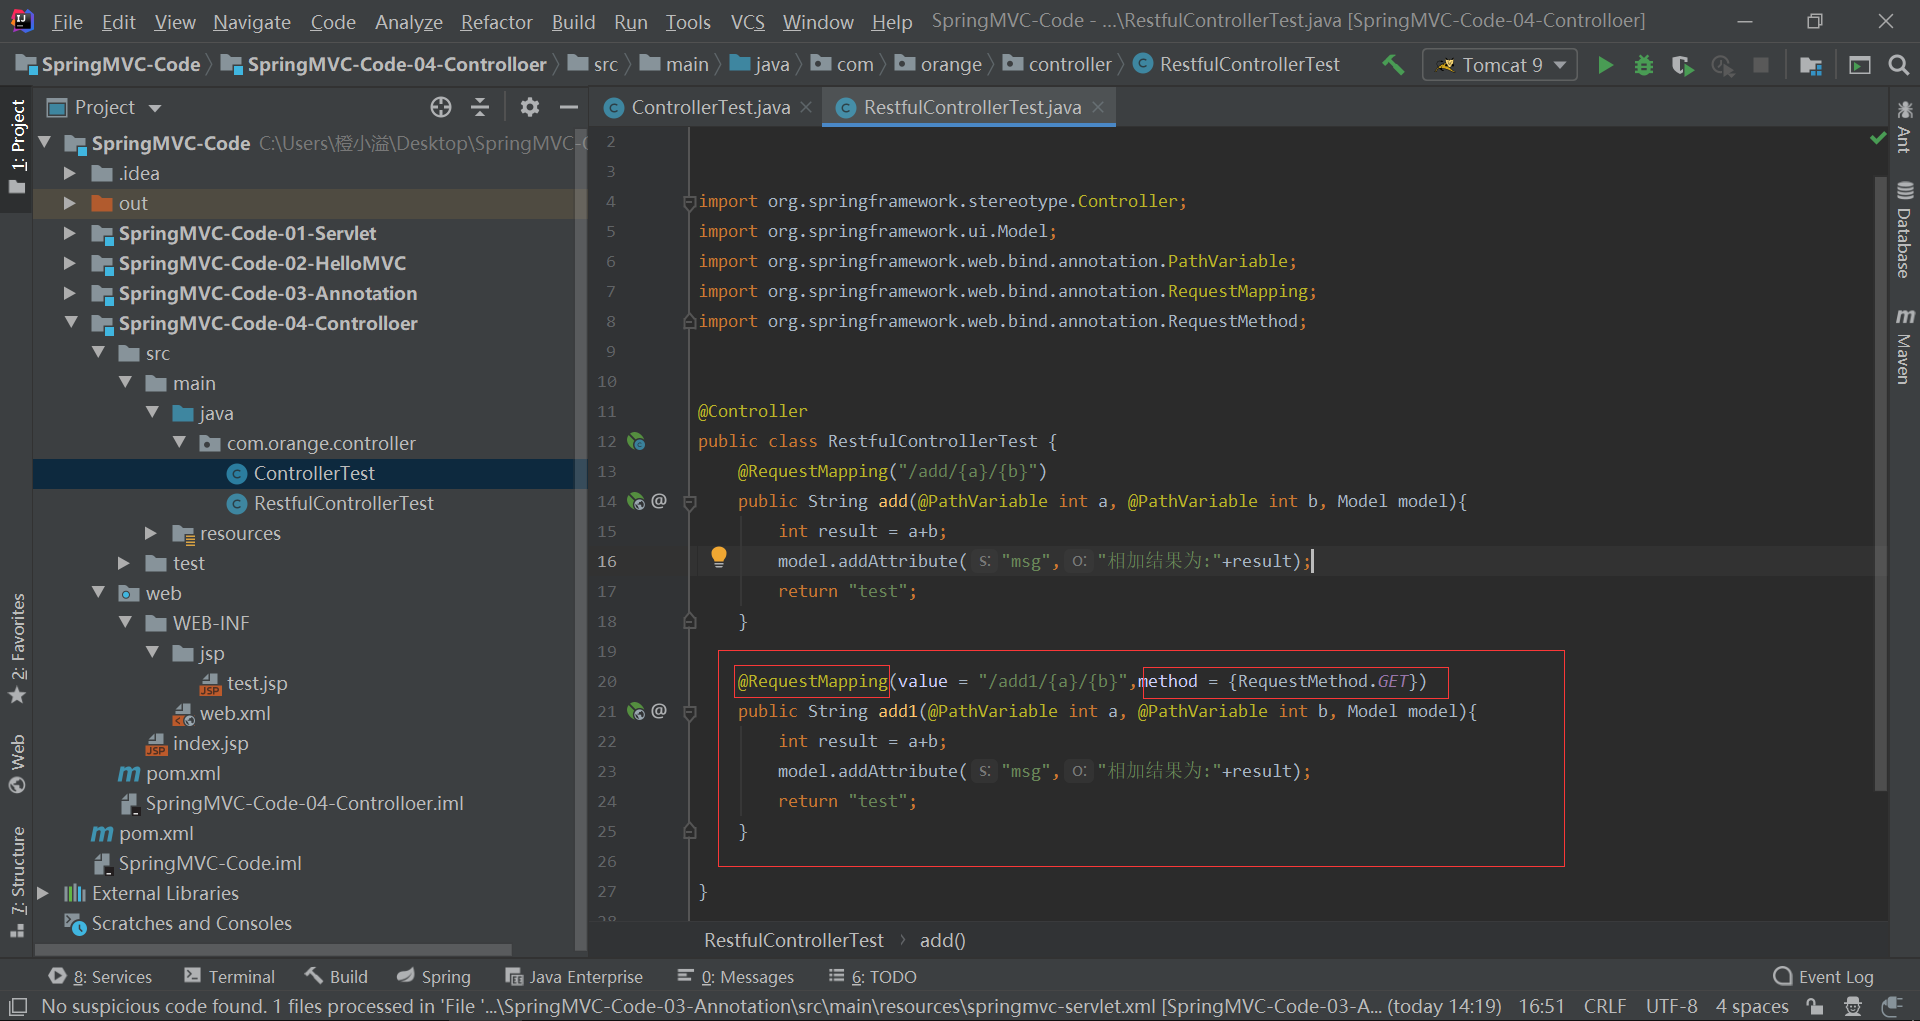 File Edit View Navigate Code Analyze Refactor Build Run Tools VCS Window Help SpringMVC-Code - ...\RestfulControllerTest.java [SpringMVC-Code-04-Controlloer]
SpringMVC-Code SpringMVC-Code-04-Controlloer src main java com orange controller RestfulControllerTest Tomcat 9
Project
ControllerTest.java RestfulControllerTest.java
1: Project
2: Favorites
Web
7: Structure
SpringMVC-Code C:\Users\橙小溢\Desktop\SpringMVC-C
.idea
out
SpringMVC-Code-01-Servlet
SpringMVC-Code-02-HelloMVC
SpringMVC-Code-03-Annotation
SpringMVC-Code-04-Controlloer
src
main
java
com.orange.controller
ControllerTest
RestfulControllerTest
resources
test
web
WEB-INF
jsp
test.jsp
web.xml
index.jsp
pom.xml
SpringMVC-Code-04-Controlloer.iml
pom.xml
SpringMVC-Code.iml
External Libraries
Scratches and Consoles
2
3
4 import org.springframework.stereotype.Controller;
5 import org.springframework.ui.Model;
6 import org.springframework.web.bind.annotation.PathVariable;
7 import org.springframework.web.bind.annotation.RequestMapping;
8 import org.springframework.web.bind.annotation.RequestMethod;
9
10
11 @Controller
12 public class RestfulControllerTest {
13 @RequestMapping("/add/{a}/{b}")
14 @ public String add(@PathVariable int a, @PathVariable int b, Model model){
15 int result = a+b;
16 model.addAttribute( s: "msg", o: "相加结果为:"+result);
17 return "test";
18 }
19
20 @RequestMapping(value = "/add1/{a}/{b}",method = {RequestMethod.GET})
21 @ public String add1(@PathVariable int a, @PathVariable int b, Model model){
22 int result = a+b;
23 model.addAttribute( s: "msg", o: "相加结果为:"+result);
24 return "test";
25 }
26
27 }
28
RestfulControllerTest add()
Ant
Database
Maven
8: Services Terminal Build Spring Java Enterprise 0: Messages 6: TODO Event Log
No suspicious code found. 1 files processed in 'File '...\SpringMVC-Code-03-Annotation\src\main\resources\springmvc-servlet.xml [SpringMVC-Code-03-A... (today 14:19) 16:51 CRLF UTF-8 4 spaces